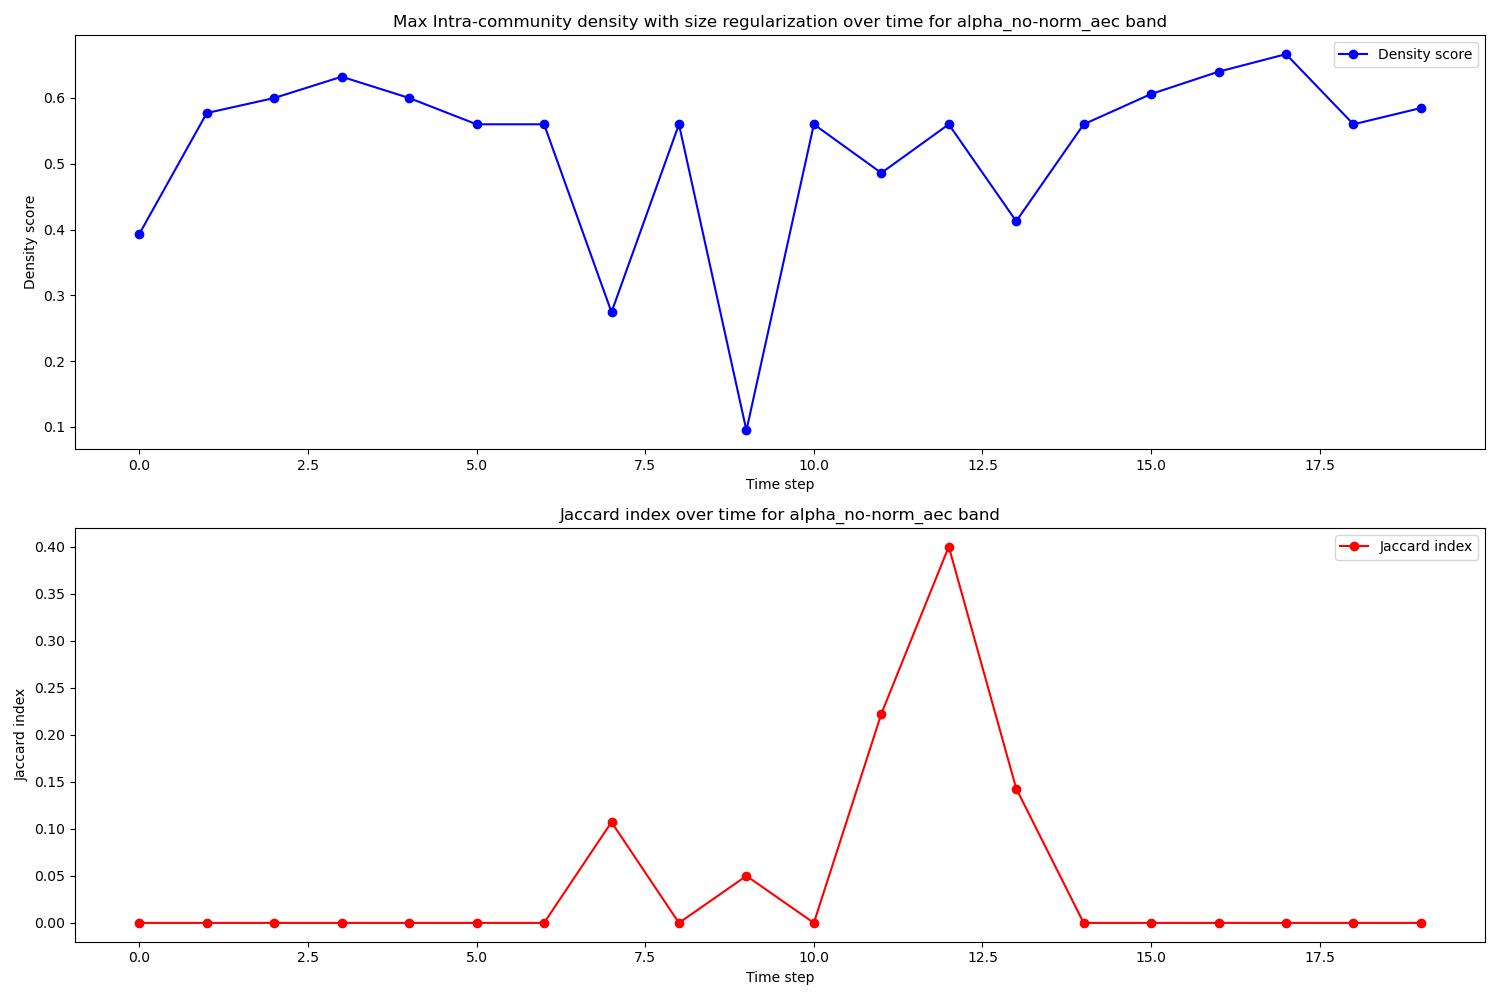 Max Intra-community density with size regularization over time for alpha_no-norm_aec band
Density score
Density score
0.6
0.5
0.4
0.3
0.2
0.1
0.0 2.5 5.0 7.5 10.0 12.5 15.0 17.5
Time step
Jaccard index over time for alpha_no-norm_aec band
Jaccard index
Jaccard index
0.40
0.35
0.30
0.25
0.20
0.15
0.10
0.05
0.00
0.0 2.5 5.0 7.5 10.0 12.5 15.0 17.5
Time step